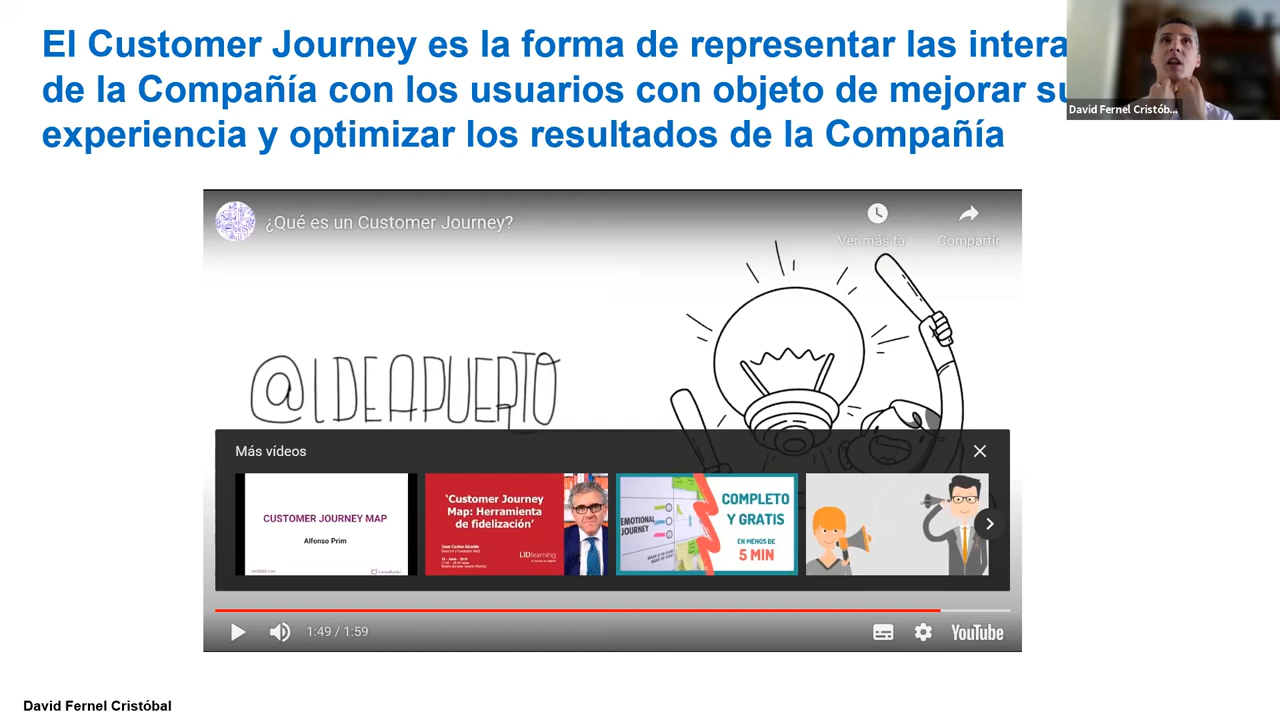 El Customer Journey es la forma de representar las intera
de la Compañía con los usuarios con objeto de mejorar su
experiencia y optimizar los resultados de la Compañía
David Fernel Cristób...
¿Qué es un Customer Journey?
Ver más ta
Compartir
@IDEAPUERTO
Más vídeos
CUSTOMER JOURNEY MAP
Alfonso Prim
'Customer Journey
Map: Herramienta
de fidelización'
LIDlearning
EMOTIONAL
JOURNEY
COMPLETO
Y GRATIS
EN MENOS DE
5 MIN
1:49 / 1:59
YouTube
David Fernel Cristóbal